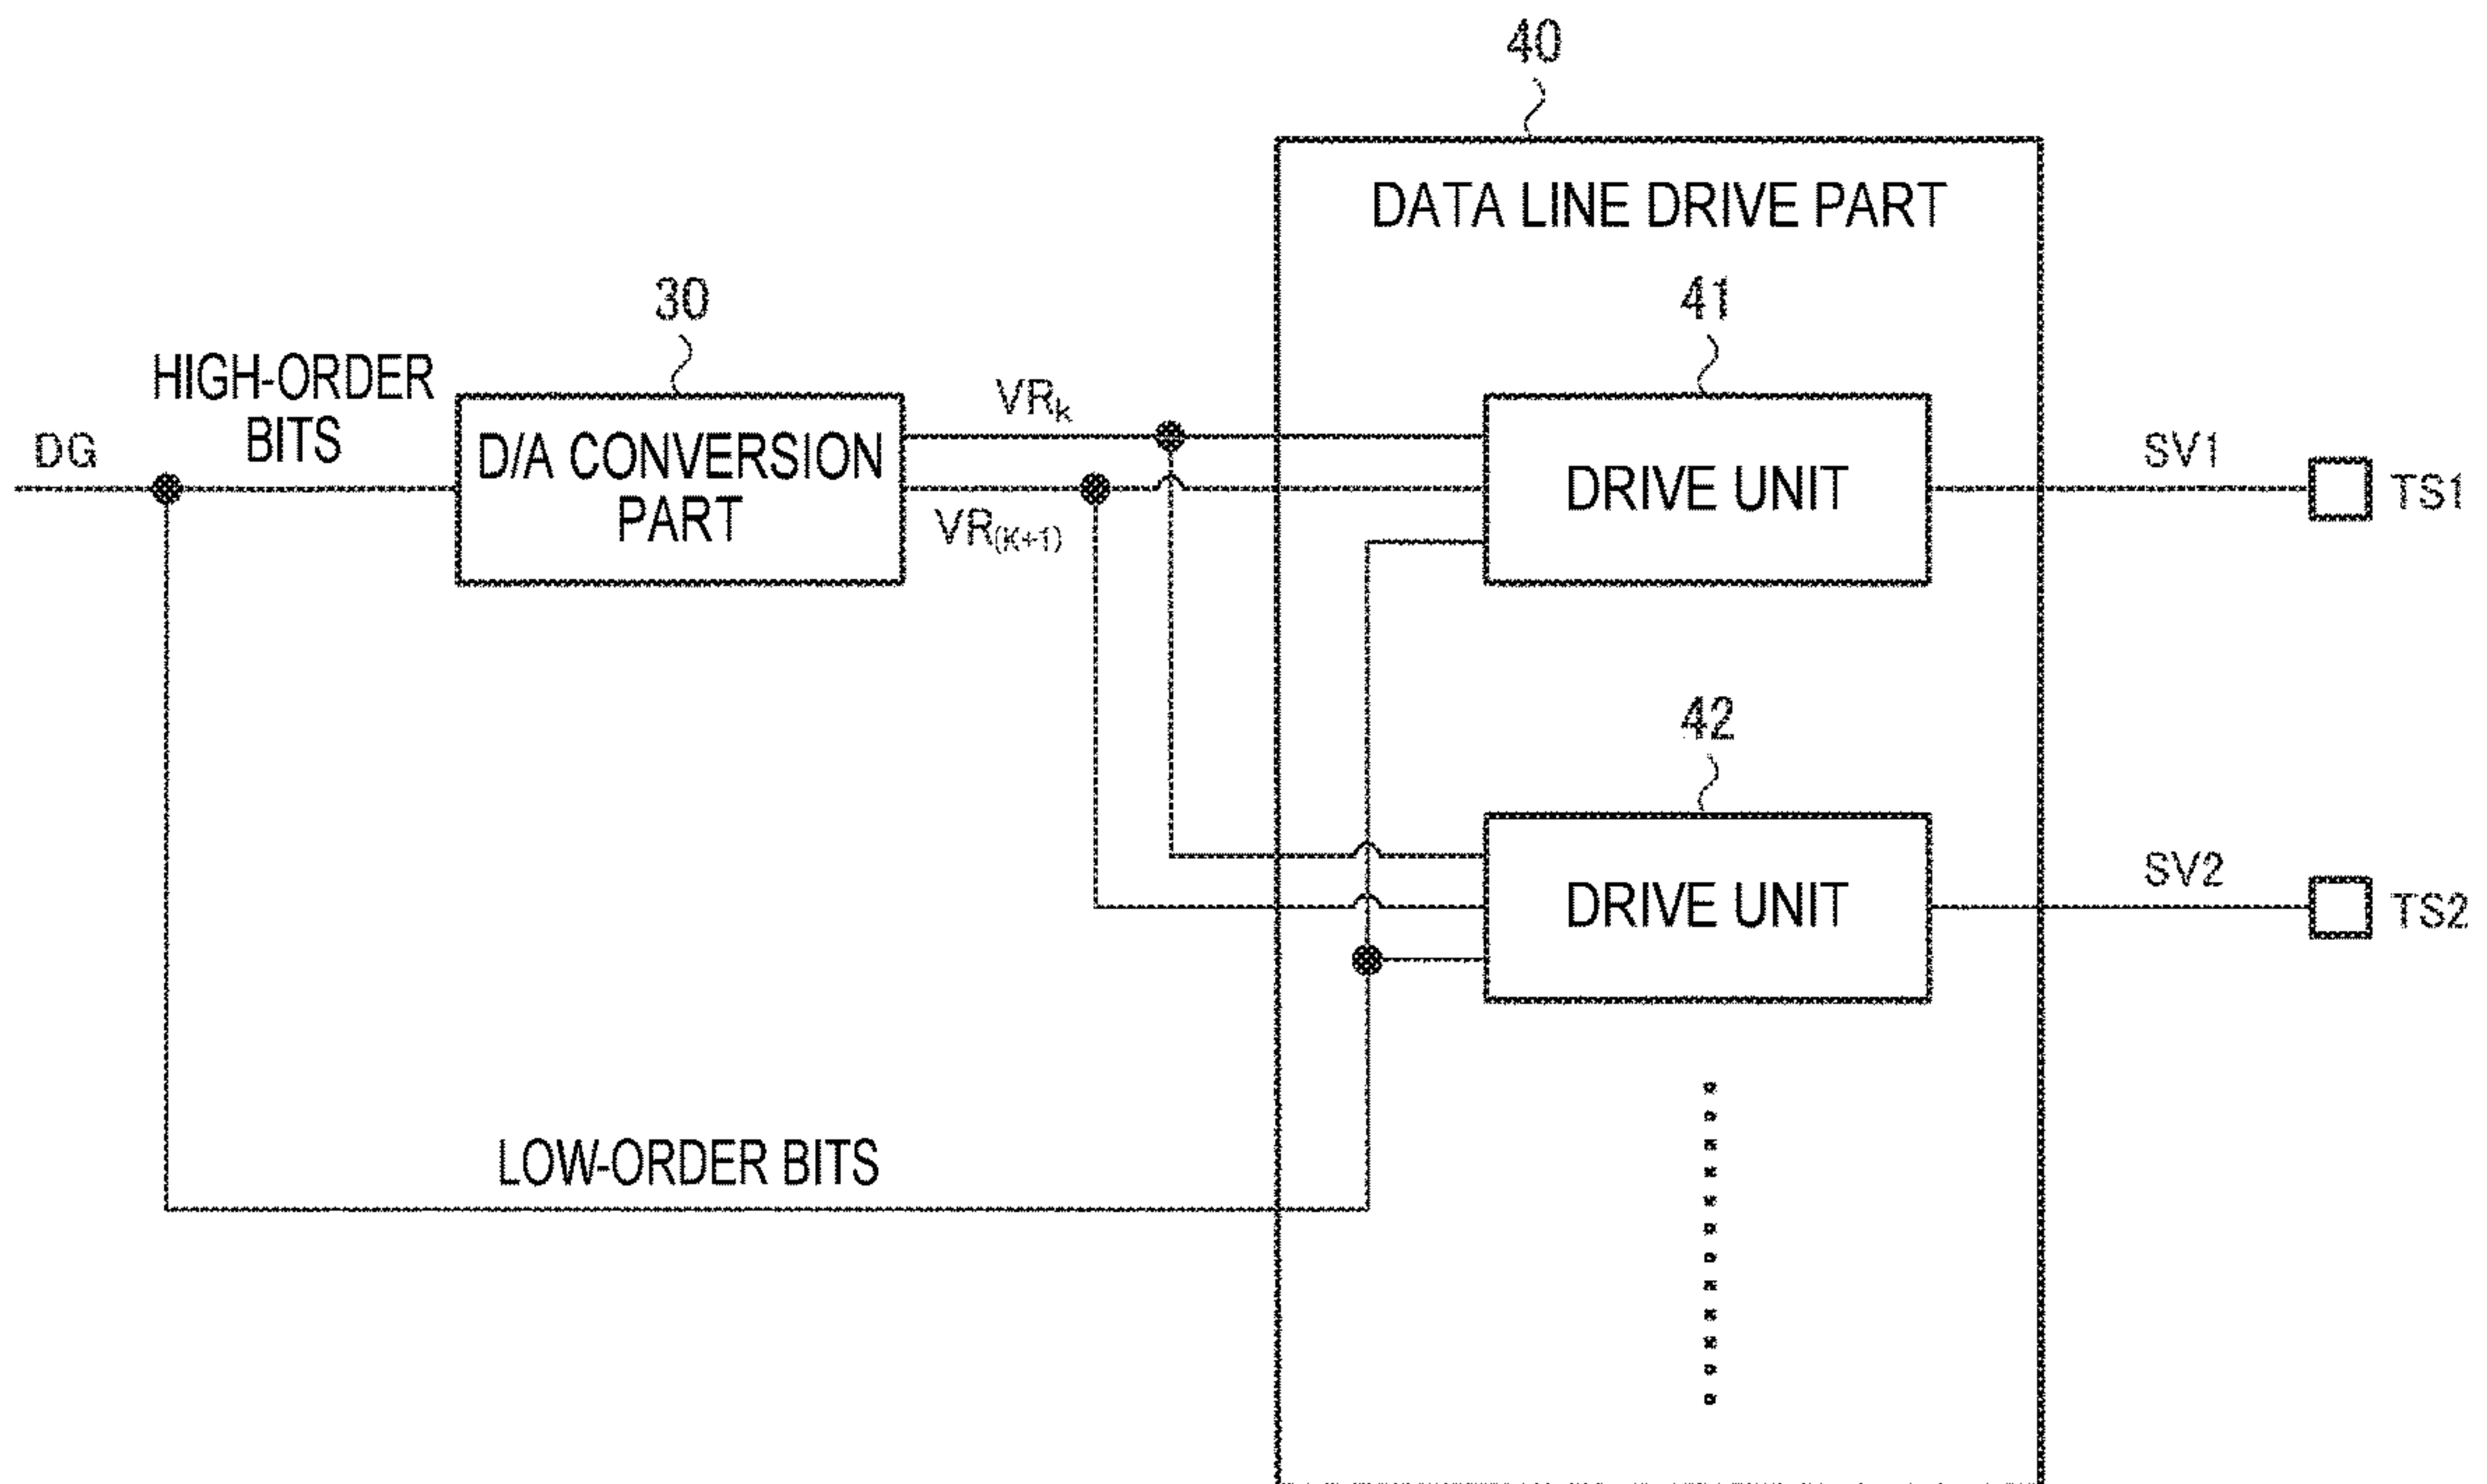 40
DATA LINE DRIVE PART
30
41
HIGH-ORDER
BITS
DG
D/A CONVERSION
PART
VRk
VR(K+1)
DRIVE UNIT
SV1
TS1
42
DRIVE UNIT
SV2
TS2
LOW-ORDER BITS